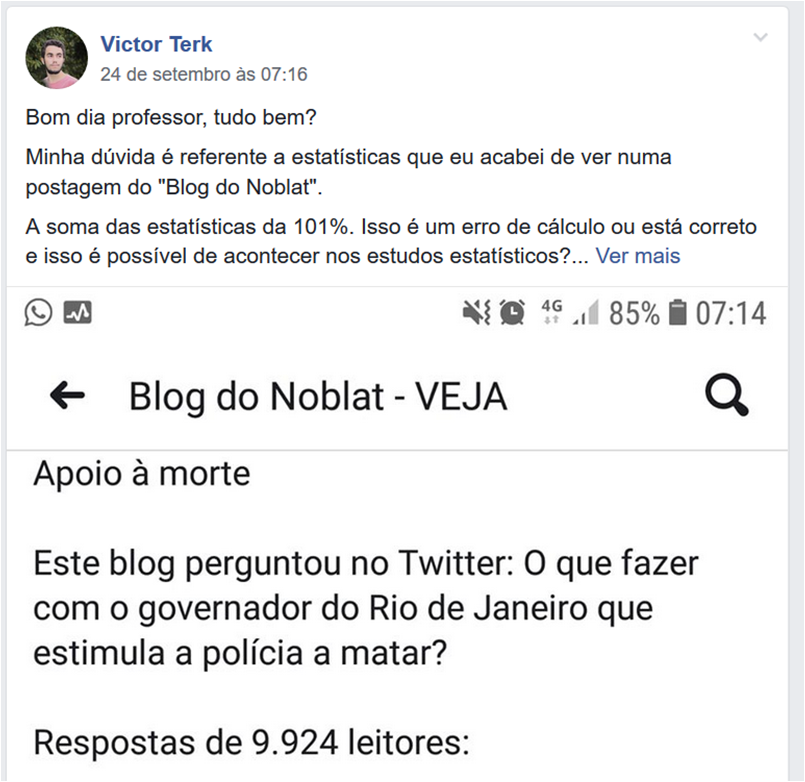 Victor Terk
24 de setembro às 07:16
Bom dia professor, tudo bem?
Minha dúvida é referente a estatísticas que eu acabei de ver numa
postagem do "Blog do Noblat".
A soma das estatísticas da 101%. Isso é um erro de cálculo ou está correto
e isso é possível de acontecer nos estudos estatísticos?... Ver mais
4G 85% 07:14
Blog do Noblat - VEJA
Apoio à morte
Este blog perguntou no Twitter: O que fazer
com o governador do Rio de Janeiro que
estimula a polícia a matar?
Respostas de 9.924 leitores: